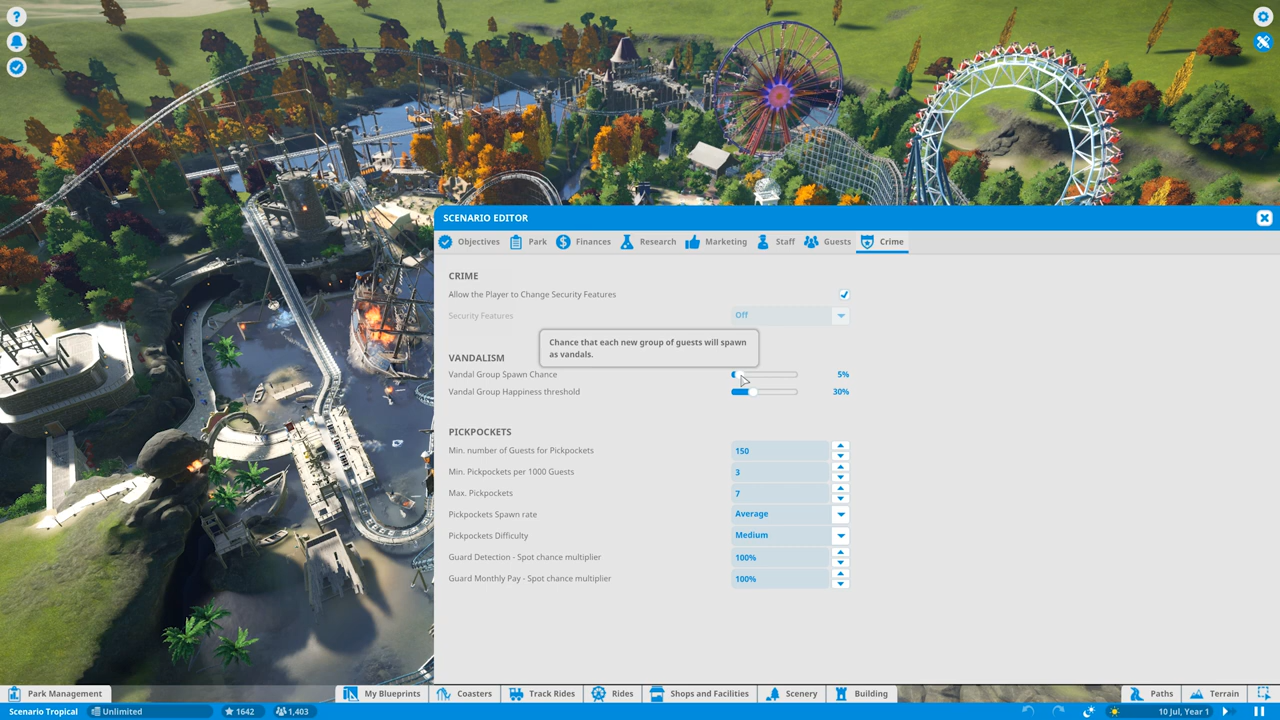 ?
SCENARIO EDITOR
Objectives Park Finances Research Marketing Staff Guests Crime
CRIME
Allow the Player to Change Security Features
Security Features Off
Chance that each new group of guests will spawn
as vandals.
VANDALISM
Vandal Group Spawn Chance 5%
Vandal Group Happiness threshold 30%
PICKPOCKETS
Min. number of Guests for Pickpockets 150
Min. Pickpockets per 1000 Guests 3
Max. Pickpockets 7
Pickpockets Spawn rate Average
Pickpockets Difficulty Medium
Guard Detection - Spot chance multiplier 100%
Guard Monthly Pay - Spot chance multiplier 100%
Park Management My Blueprints Coasters Track Rides Rides Shops and Facilities Scenery Building Paths Terrain
Scenario Tropical Unlimited 1642 1,403 10 Jul, Year 1